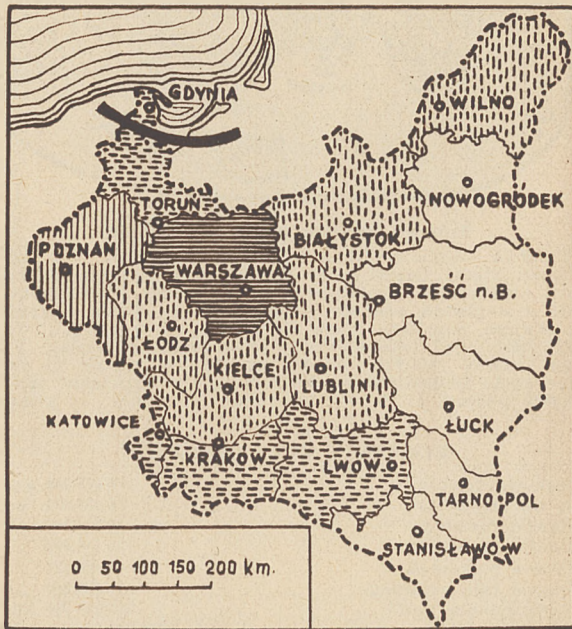 GDYNIA
WILNO
NOWOGRÓDEK
TORUŃ
BIAŁYSTOK
POZNAŃ
WARSZAWA
BRZEŚĆ n.B.
ŁÓDŹ
KIELCE
LUBLIN
KATOWICE
ŁUCK
KRAKÓW
LWÓW
TARNOPOL
STANISŁAWÓW
0 50 100 150 200 km.